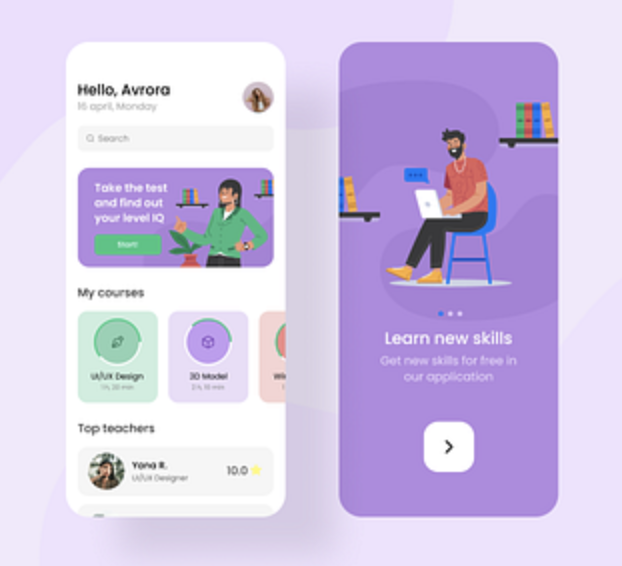 Hello, Avrora
16 april, Monday
Search
Take the test
and find out
your level IQ
Start!
My courses
UI/UX Design
1 h, 30 min
3D Model
2 h, 10 min
Top teachers
Yana R.
UI/UX Designer
10.0
Learn new skills
Get new skills for free in
our application